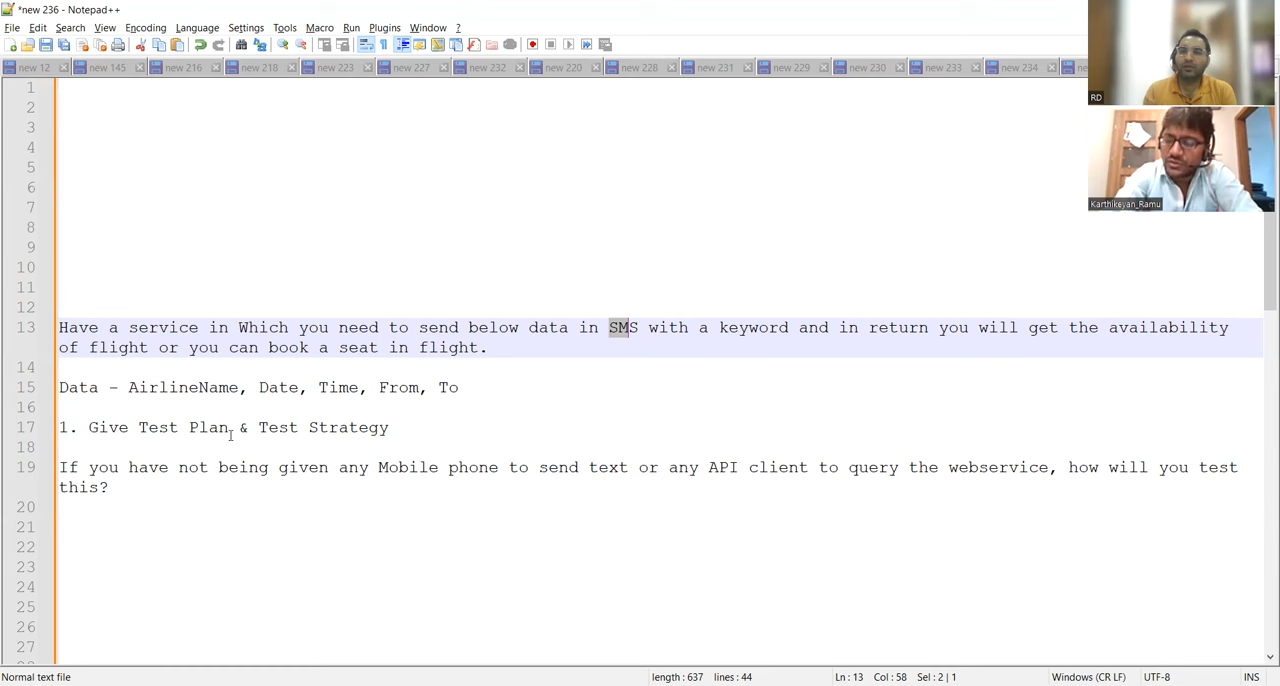 *new 236 - Notepad++
File Edit Search View Encoding Language Settings Tools Macro Run Plugins Window ?
new 12 new 145 new 216 new 218 new 223 new 227 new 232 new 220 new 228 new 231 new 229 new 230 new 233 new 234 ne
RD
Karthikeyan_Ramu
1
2
3
4
5
6
7
8
9
10
11
12
13 Have a service in Which you need to send below data in SMS with a keyword and in return you will get the availability
of flight or you can book a seat in flight.
14
15 Data - AirlineName, Date, Time, From, To
16
17 1. Give Test Plan & Test Strategy
18
19 If you have not being given any Mobile phone to send text or any API client to query the webservice, how will you test
this?
20
21
22
23
24
25
26
27
Normal text file length : 637 lines : 44 Ln : 13 Col : 58 Sel : 2 | 1 Windows (CR LF) UTF-8 INS